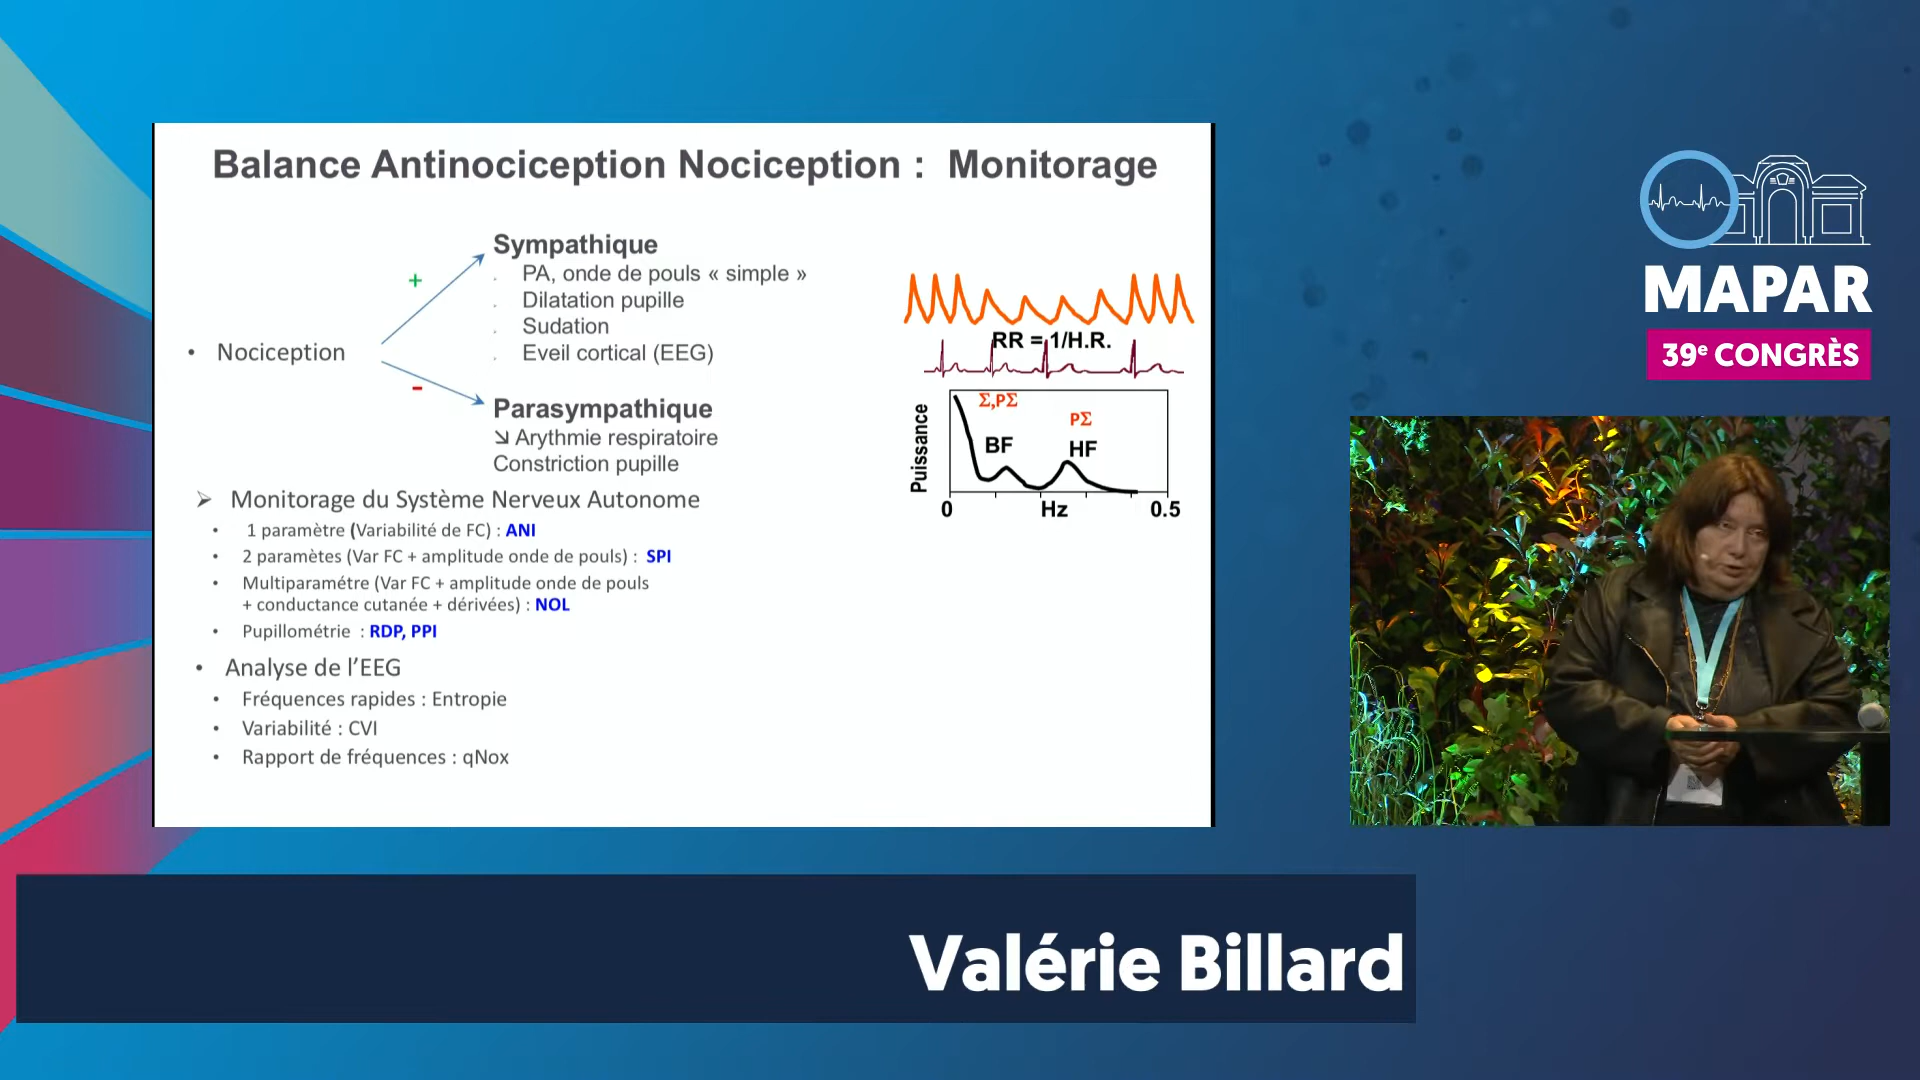 Balance Antinociception Nociception : Monitorage
Sympathique
PA, onde de pouls « simple »
Dilatation pupille
Sudation
Eveil cortical (EEG)
+
• Nociception
-
Parasympathique
↘ Arythmie respiratoire
Constriction pupille
➢ Monitorage du Système Nerveux Autonome
• 1 paramètre (Variabilité de FC) : ANI
• 2 paramètes (Var FC + amplitude onde de pouls) : SPI
• Multiparamétre (Var FC + amplitude onde de pouls
+ conductance cutanée + dérivées) : NOL
• Pupillométrie : RDP, PPI
• Analyse de l’EEG
• Fréquences rapides : Entropie
• Variabilité : CVI
• Rapport de fréquences : qNox
RR = 1/H.R.
Puissance
Σ,PΣ
PΣ
BF
HF
0 Hz 0.5
MAPAR
39e CONGRÈS
Valérie Billard